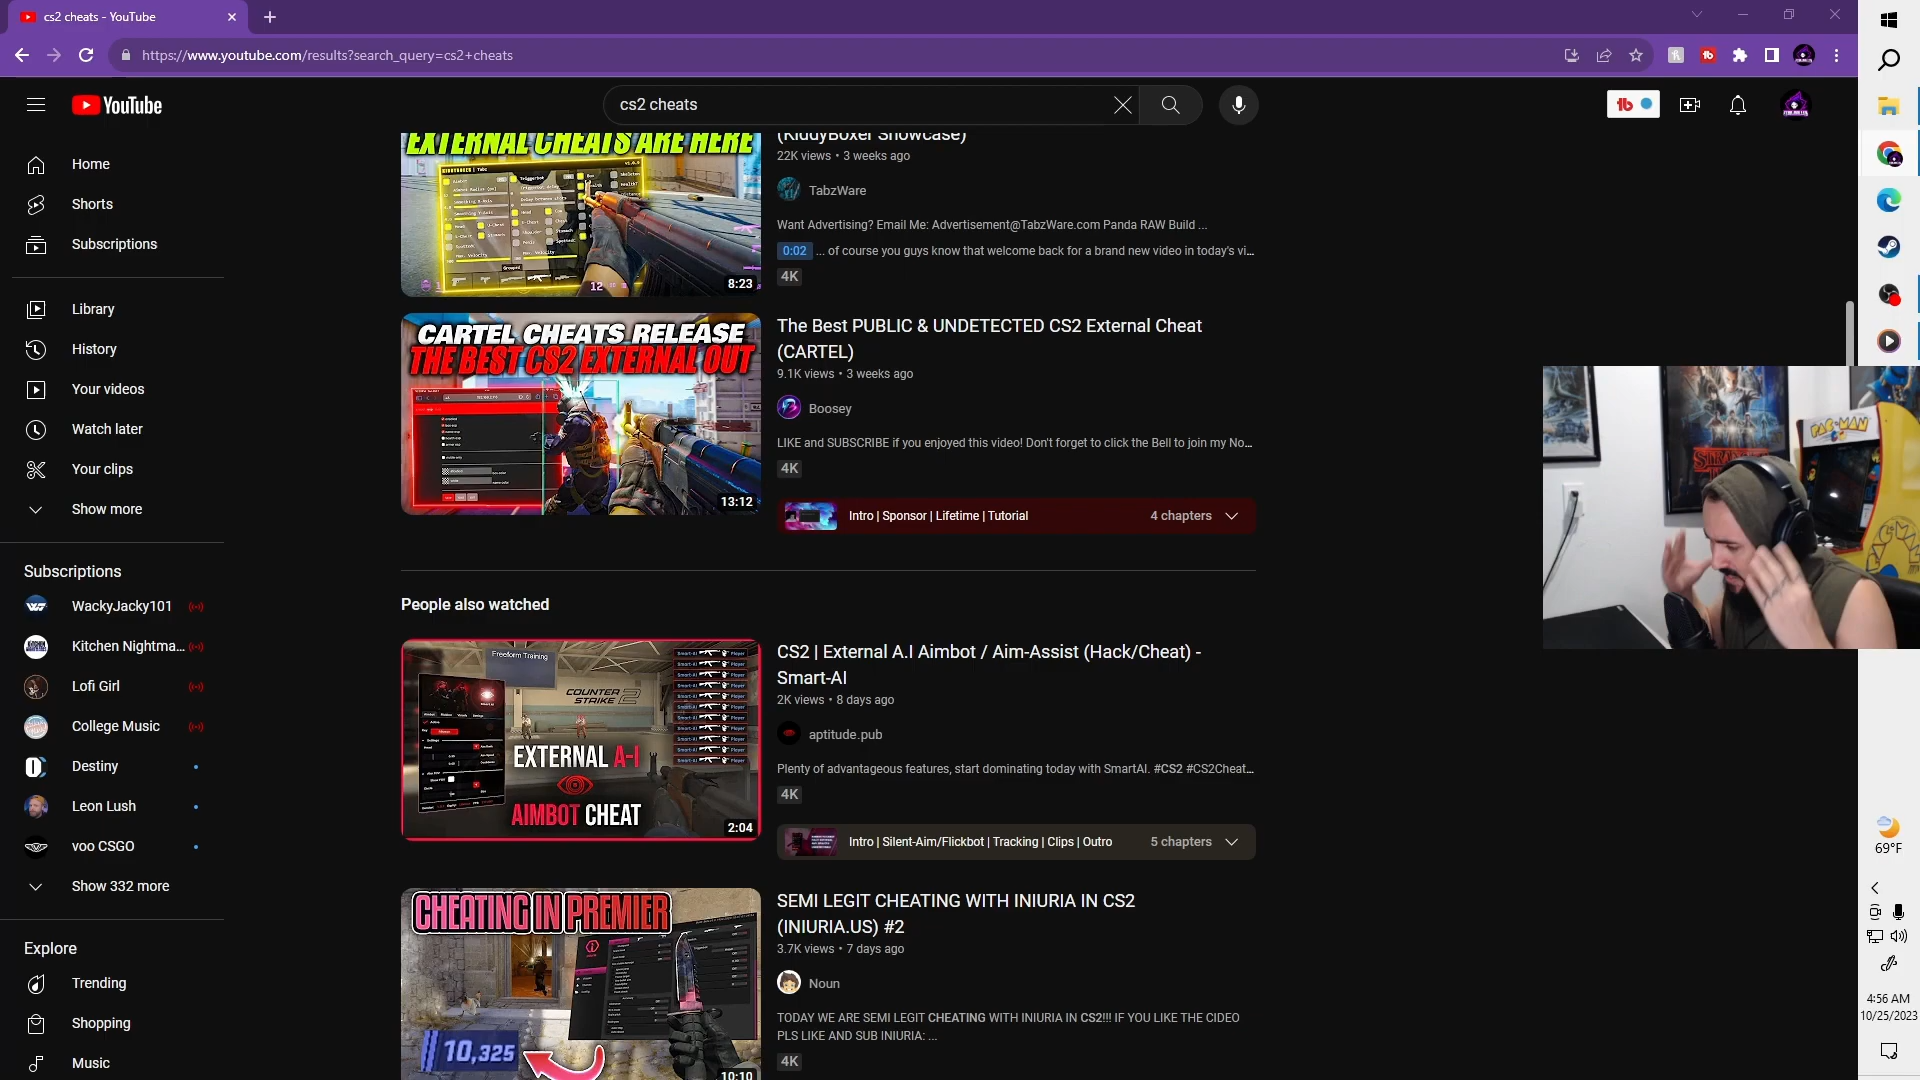 cs2 cheats - YouTube
https://www.youtube.com/results?search_query=cs2+cheats
YouTube
cs2 cheats
Home
Shorts
Subscriptions
Library
History
Your videos
Watch later
Your clips
Show more
Subscriptions
WackyJacky101
Kitchen Nightma...
Lofi Girl
College Music
Destiny
Leon Lush
voo CSGO
Show 332 more
Explore
Trending
Shopping
Music
EXTERNAL CHEATS ARE HERE
8:23
(KiddyBoxer Showcase)
22K views • 3 weeks ago
TabzWare
Want Advertising? Email Me: Advertisement@TabzWare.com Panda RAW Build ...
0:02 ... of course you guys know that welcome back for a brand new video in today's vi...
4K
CARTEL CHEATS RELEASE
THE BEST CS2 EXTERNAL OUT
13:12
The Best PUBLIC & UNDETECTED CS2 External Cheat
(CARTEL)
9.1K views • 3 weeks ago
Boosey
LIKE and SUBSCRIBE if you enjoyed this video! Don't forget to click the Bell to join my No...
4K
Intro | Sponsor | Lifetime | Tutorial 4 chapters
People also watched
Freeform Training
COUNTER STRIKE 2
EXTERNAL A-I
AIMBOT CHEAT
2:04
CS2 | External A.I Aimbot / Aim-Assist (Hack/Cheat) -
Smart-AI
2K views • 8 days ago
aptitude.pub
Plenty of advantageous features, start dominating today with SmartAI. #CS2 #CS2Cheat...
4K
Intro | Silent-Aim/Flickbot | Tracking | Clips | Outro 5 chapters
CHEATING IN PREMIER
10,325
10:10
SEMI LEGIT CHEATING WITH INIURIA IN CS2
(INIURIA.US) #2
3.7K views • 7 days ago
Noun
TODAY WE ARE SEMI LEGIT CHEATING WITH INIURIA IN CS2!!! IF YOU LIKE THE CIDEO
PLS LIKE AND SUB INIURIA: ...
4K
PAC-MAN
69°F
4:56 AM
10/25/2023